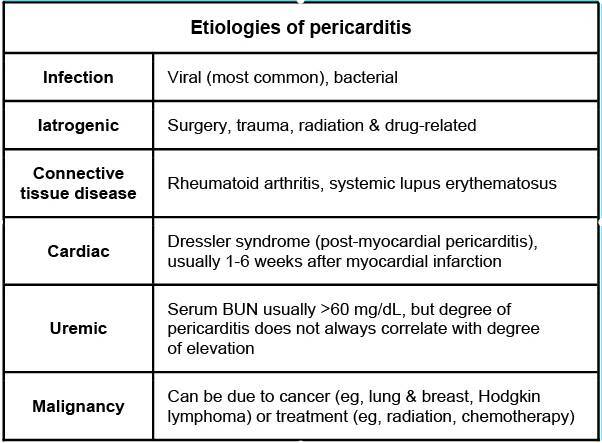 Etiologies of pericarditis
Infection
Viral (most common), bacterial
Iatrogenic
Surgery, trauma, radiation & drug-related
Connective
tissue disease
Rheumatoid arthritis, systemic lupus erythematosus
Cardiac
Dressler syndrome (post-myocardial pericarditis),
usually 1-6 weeks after myocardial infarction
Uremic
Serum BUN usually >60 mg/dL, but degree of
pericarditis does not always correlate with degree
of elevation
Malignancy
Can be due to cancer (eg, lung & breast, Hodgkin
lymphoma) or treatment (eg, radiation, chemotherapy)